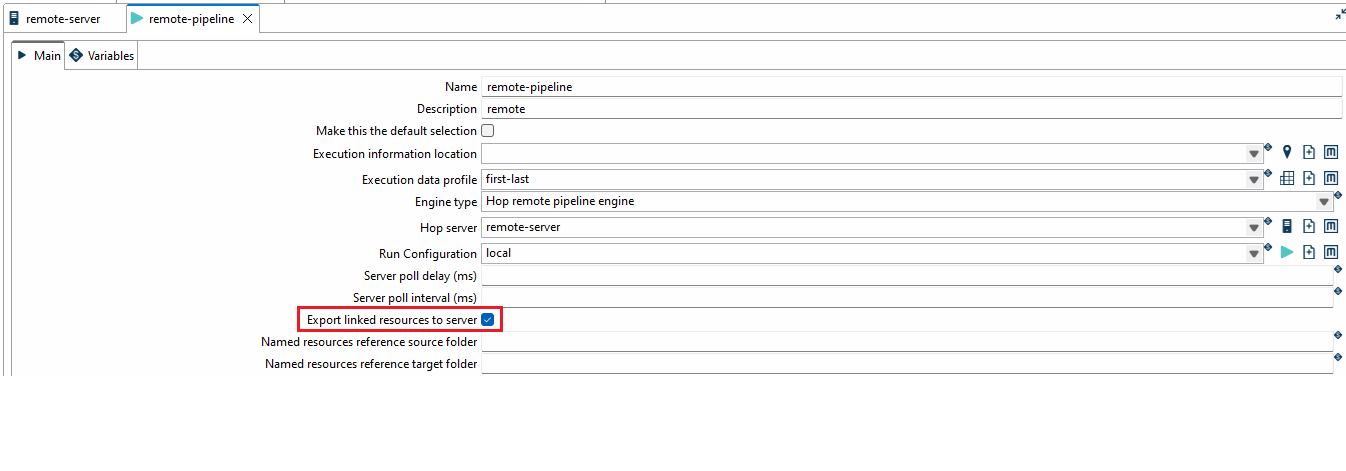 remote-server
remote-pipeline
Main
Variables
Name remote-pipeline
Description remote
Make this the default selection
Execution information location
Execution data profile first-last
Engine type Hop remote pipeline engine
Hop server remote-server
Run Configuration local
Server poll delay (ms)
Server poll interval (ms)
Export linked resources to server
Named resources reference source folder
Named resources reference target folder